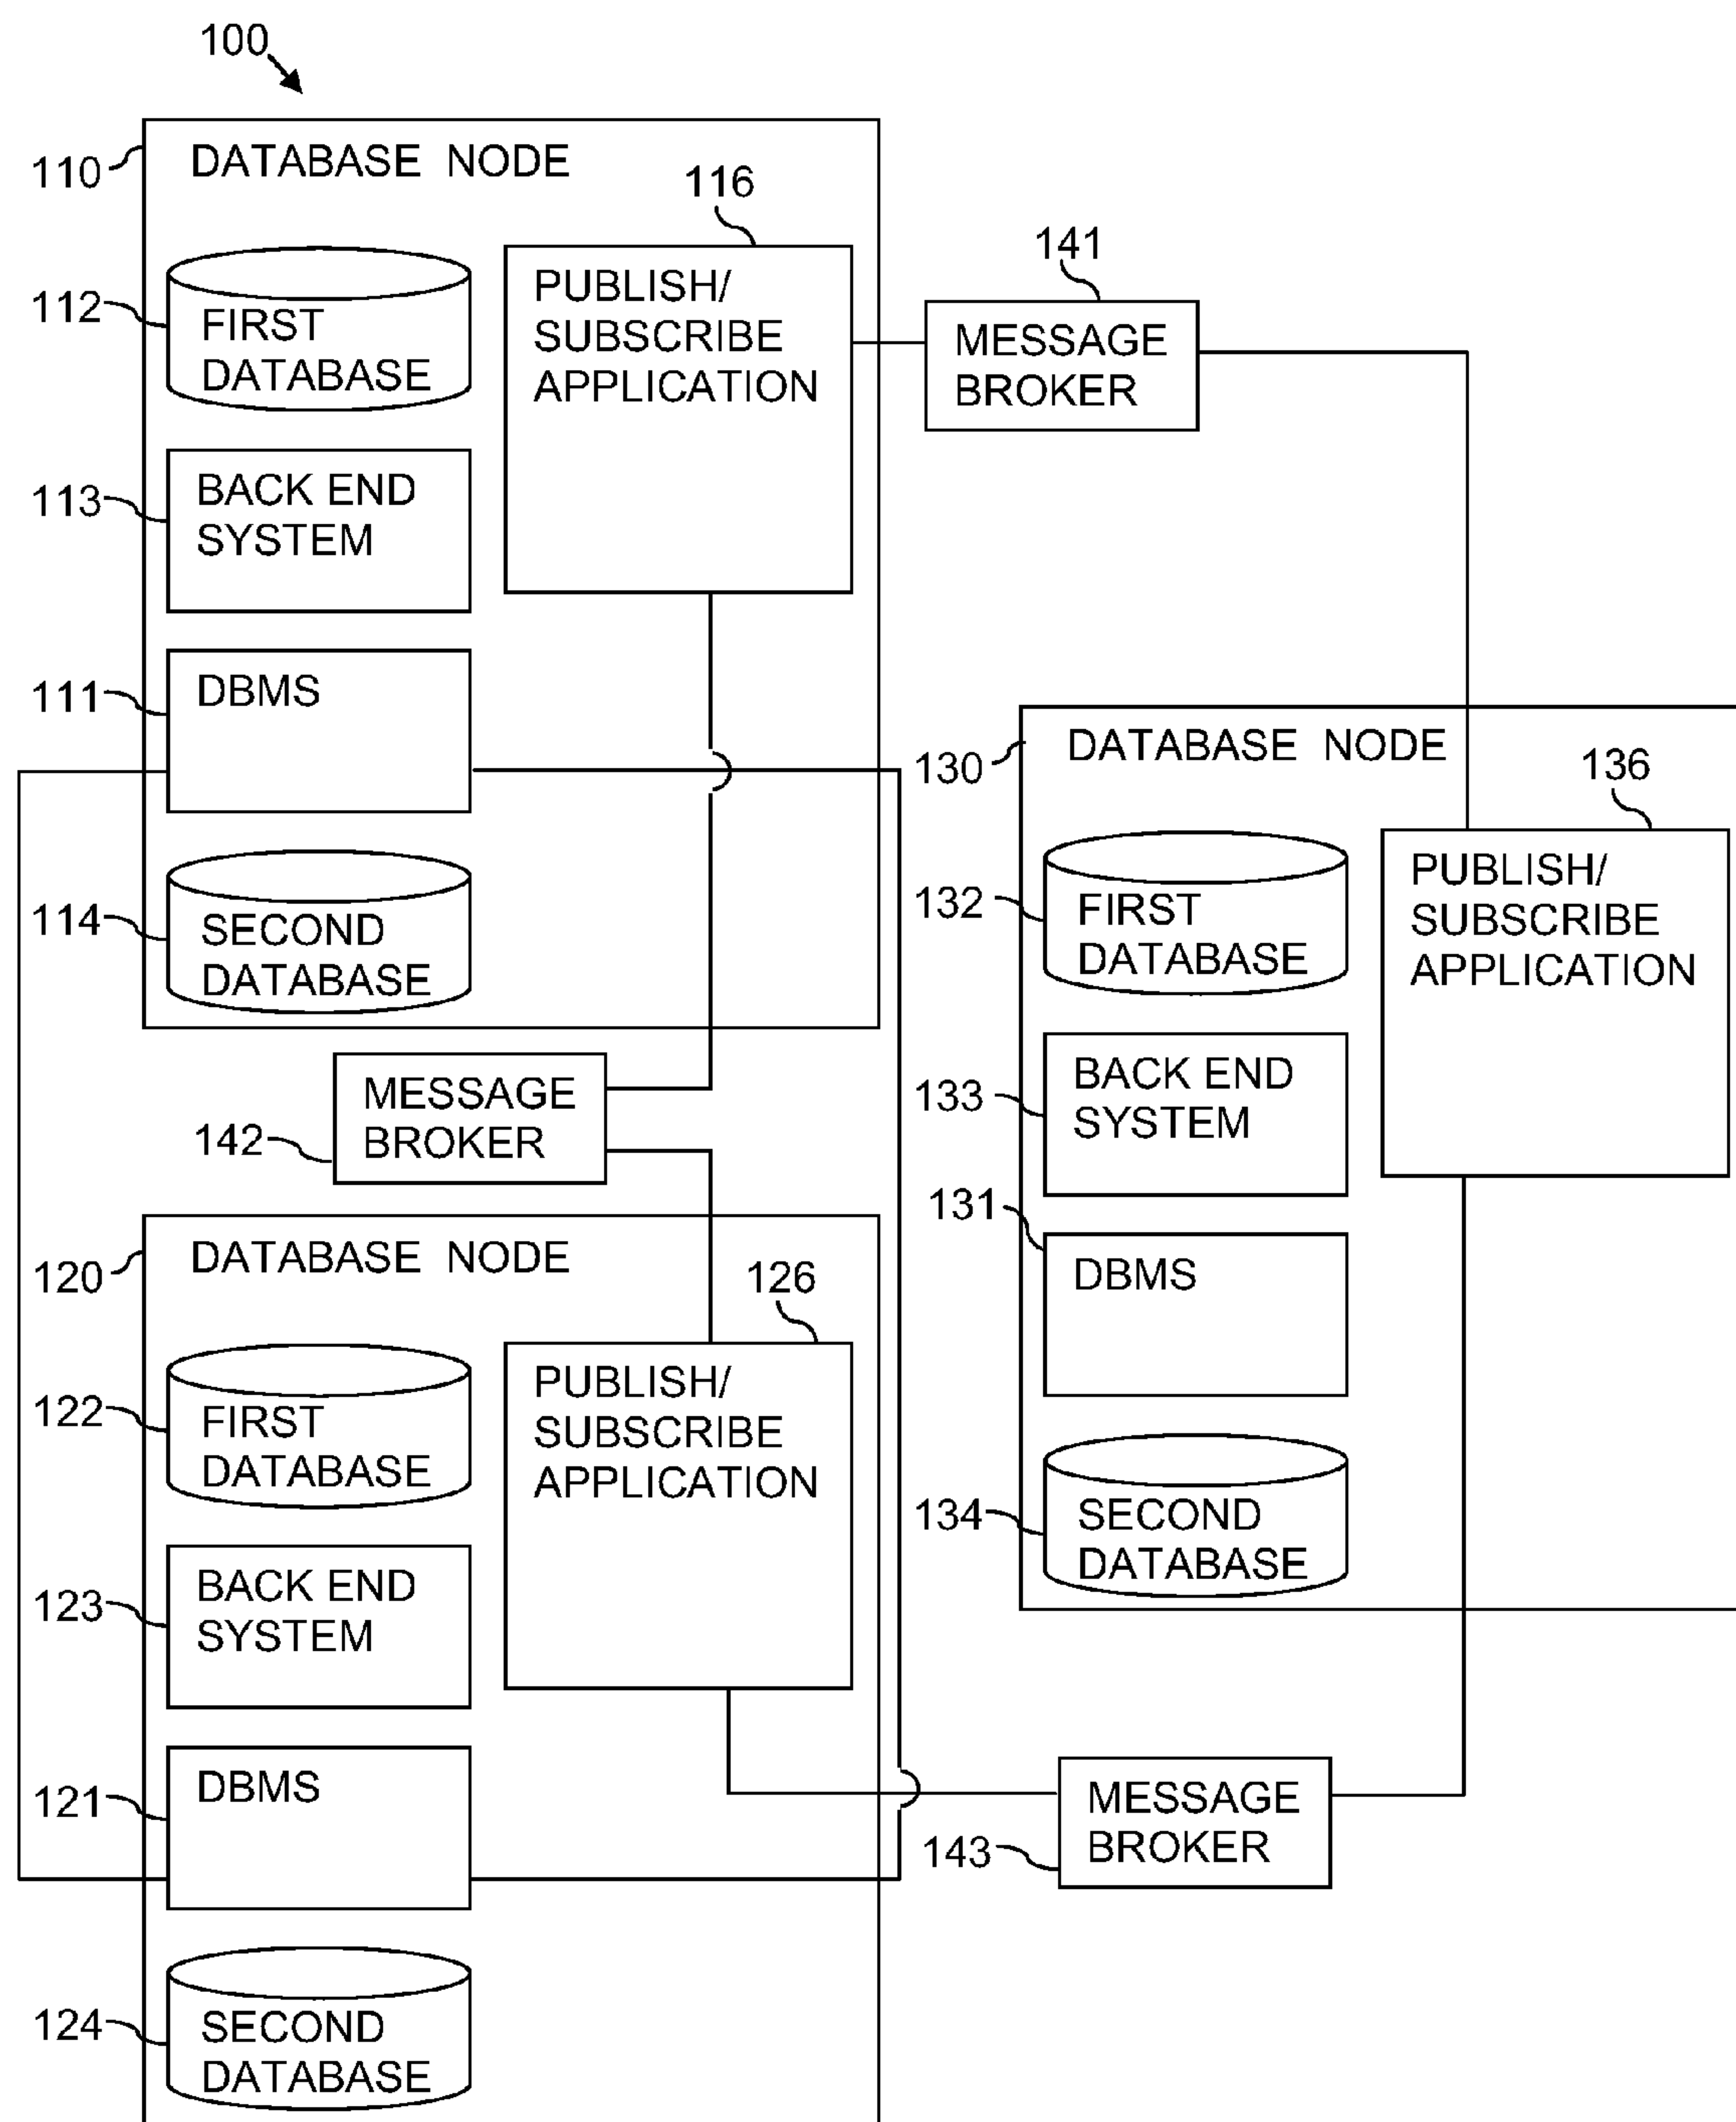 100
110
DATABASE NODE
116
112
FIRST
DATABASE
PUBLISH/
SUBSCRIBE
APPLICATION
141
MESSAGE
BROKER
113
BACK END
SYSTEM
111
DBMS
114
SECOND
DATABASE
130
DATABASE NODE
136
132
FIRST
DATABASE
PUBLISH/
SUBSCRIBE
APPLICATION
133
BACK END
SYSTEM
131
DBMS
134
SECOND
DATABASE
142
MESSAGE
BROKER
120
DATABASE NODE
126
122
FIRST
DATABASE
PUBLISH/
SUBSCRIBE
APPLICATION
123
BACK END
SYSTEM
121
DBMS
143
MESSAGE
BROKER
124
SECOND
DATABASE